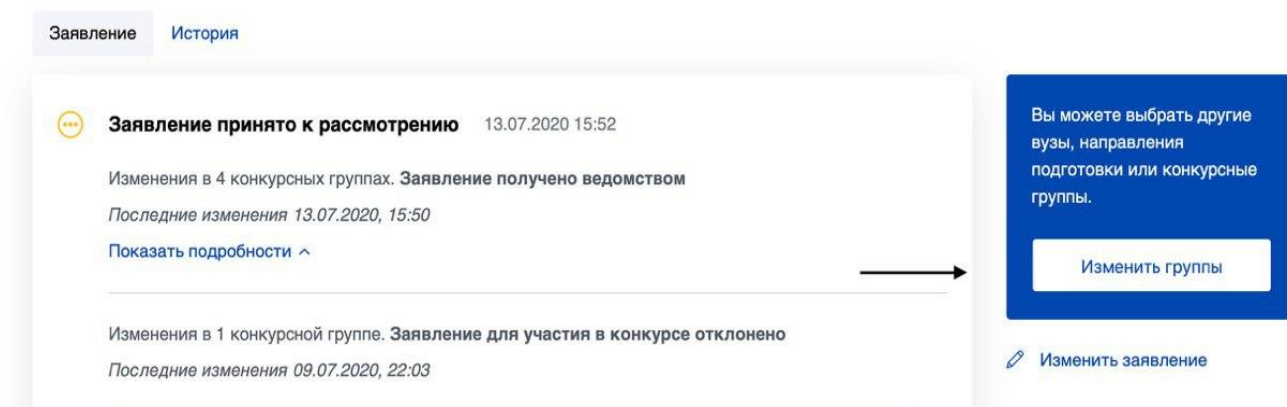 Заявление
История
Заявление принято к рассмотрению 13.07.2020 15:52
Изменения в 4 конкурсных группах. Заявление получено ведомством
Последние изменения 13.07.2020, 15:50
Показать подробности
Изменения в 1 конкурсной группе. Заявление для участия в конкурсе отклонено
Последние изменения 09.07.2020, 22:03
Вы можете выбрать другие
вузы, направления
подготовки или конкурсные
группы.
Изменить группы
Изменить заявление